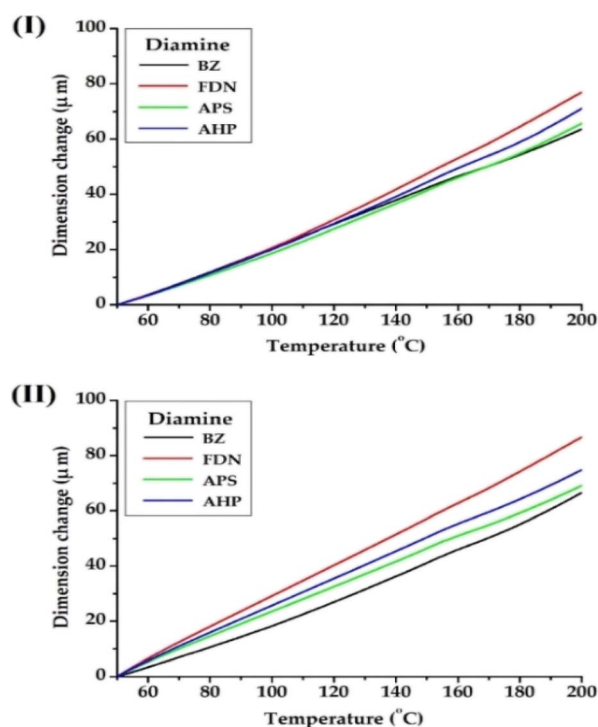 (I)
100
80
60
40
20
0
Dimension change (μm)
Diamine
BZ
FDN
APS
AHP
60 80 100 120 140 160 180 200
Temperature (°C)
(II)
100
80
60
40
20
0
Dimension change (μm)
Diamine
BZ
FDN
APS
AHP
60 80 100 120 140 160 180 200
Temperature (°C)